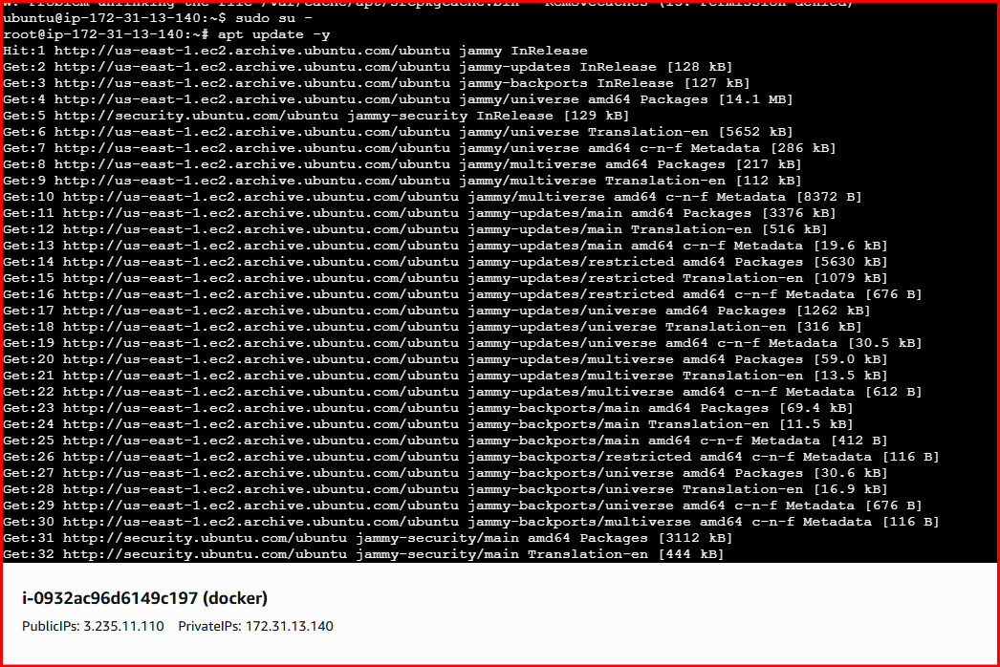 W: Problem unlinking the file /var/cache/apt/srcpkgcache.bin - RemoveCaches (13: Permission denied)
ubuntu@ip-172-31-13-140:~$ sudo su -
root@ip-172-31-13-140:~# apt update -y
Hit:1 http://us-east-1.ec2.archive.ubuntu.com/ubuntu jammy InRelease
Get:2 http://us-east-1.ec2.archive.ubuntu.com/ubuntu jammy-updates InRelease [128 kB]
Get:3 http://us-east-1.ec2.archive.ubuntu.com/ubuntu jammy-backports InRelease [127 kB]
Get:4 http://us-east-1.ec2.archive.ubuntu.com/ubuntu jammy/universe amd64 Packages [14.1 MB]
Get:5 http://security.ubuntu.com/ubuntu jammy-security InRelease [129 kB]
Get:6 http://us-east-1.ec2.archive.ubuntu.com/ubuntu jammy/universe Translation-en [5652 kB]
Get:7 http://us-east-1.ec2.archive.ubuntu.com/ubuntu jammy/universe amd64 c-n-f Metadata [286 kB]
Get:8 http://us-east-1.ec2.archive.ubuntu.com/ubuntu jammy/multiverse amd64 Packages [217 kB]
Get:9 http://us-east-1.ec2.archive.ubuntu.com/ubuntu jammy/multiverse Translation-en [112 kB]
Get:10 http://us-east-1.ec2.archive.ubuntu.com/ubuntu jammy/multiverse amd64 c-n-f Metadata [8372 B]
Get:11 http://us-east-1.ec2.archive.ubuntu.com/ubuntu jammy-updates/main amd64 Packages [3376 kB]
Get:12 http://us-east-1.ec2.archive.ubuntu.com/ubuntu jammy-updates/main Translation-en [516 kB]
Get:13 http://us-east-1.ec2.archive.ubuntu.com/ubuntu jammy-updates/main amd64 c-n-f Metadata [19.6 kB]
Get:14 http://us-east-1.ec2.archive.ubuntu.com/ubuntu jammy-updates/restricted amd64 Packages [5630 kB]
Get:15 http://us-east-1.ec2.archive.ubuntu.com/ubuntu jammy-updates/restricted Translation-en [1079 kB]
Get:16 http://us-east-1.ec2.archive.ubuntu.com/ubuntu jammy-updates/restricted amd64 c-n-f Metadata [676 B]
Get:17 http://us-east-1.ec2.archive.ubuntu.com/ubuntu jammy-updates/universe amd64 Packages [1262 kB]
Get:18 http://us-east-1.ec2.archive.ubuntu.com/ubuntu jammy-updates/universe Translation-en [316 kB]
Get:19 http://us-east-1.ec2.archive.ubuntu.com/ubuntu jammy-updates/universe amd64 c-n-f Metadata [30.5 kB]
Get:20 http://us-east-1.ec2.archive.ubuntu.com/ubuntu jammy-updates/multiverse amd64 Packages [59.0 kB]
Get:21 http://us-east-1.ec2.archive.ubuntu.com/ubuntu jammy-updates/multiverse Translation-en [13.5 kB]
Get:22 http://us-east-1.ec2.archive.ubuntu.com/ubuntu jammy-updates/multiverse amd64 c-n-f Metadata [612 B]
Get:23 http://us-east-1.ec2.archive.ubuntu.com/ubuntu jammy-backports/main amd64 Packages [69.4 kB]
Get:24 http://us-east-1.ec2.archive.ubuntu.com/ubuntu jammy-backports/main Translation-en [11.5 kB]
Get:25 http://us-east-1.ec2.archive.ubuntu.com/ubuntu jammy-backports/main amd64 c-n-f Metadata [412 B]
Get:26 http://us-east-1.ec2.archive.ubuntu.com/ubuntu jammy-backports/restricted amd64 c-n-f Metadata [116 B]
Get:27 http://us-east-1.ec2.archive.ubuntu.com/ubuntu jammy-backports/universe amd64 Packages [30.6 kB]
Get:28 http://us-east-1.ec2.archive.ubuntu.com/ubuntu jammy-backports/universe Translation-en [16.9 kB]
Get:29 http://us-east-1.ec2.archive.ubuntu.com/ubuntu jammy-backports/universe amd64 c-n-f Metadata [676 B]
Get:30 http://us-east-1.ec2.archive.ubuntu.com/ubuntu jammy-backports/multiverse amd64 c-n-f Metadata [116 B]
Get:31 http://security.ubuntu.com/ubuntu jammy-security/main amd64 Packages [3112 kB]
Get:32 http://security.ubuntu.com/ubuntu jammy-security/main Translation-en [444 kB]
i-0932ac96d6149c197 (docker)
PublicIPs: 3.235.11.110 PrivateIPs: 172.31.13.140